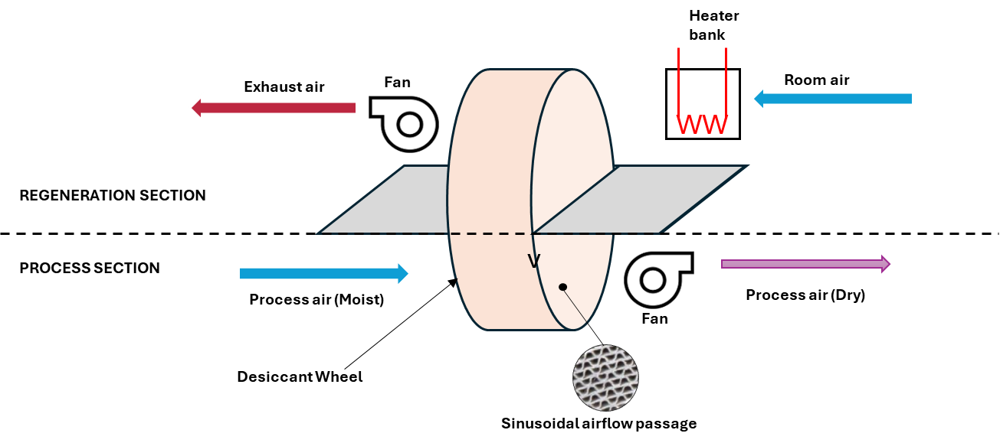 Heater
bank
Room air
Exhaust air
Fan
REGENERATION SECTION
PROCESS SECTION
V
Process air (Moist)
Process air (Dry)
Fan
Desiccant Wheel
Sinusoidal airflow passage